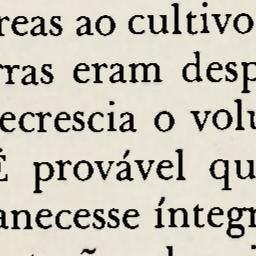 reas ao cultivo
rras eram desp
ecrescia o volu
É provável qu
anecesse íntegr